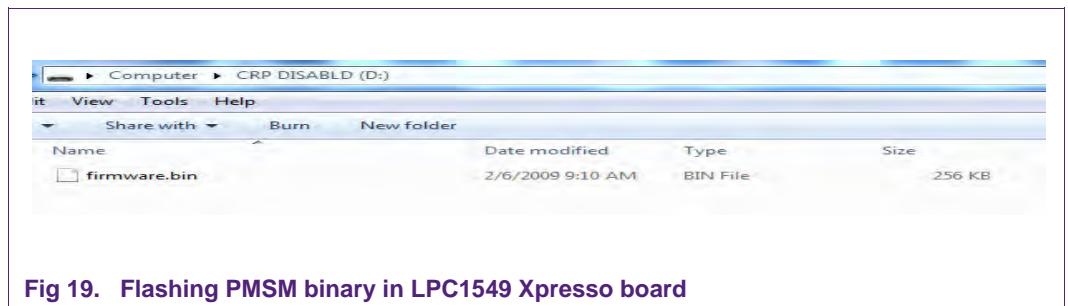 Computer ▸ CRP DISABLD (D:)
it View Tools Help
Share with Burn New folder
Name Date modified Type Size
firmware.bin 2/6/2009 9:10 AM BIN File 256 KB
Fig 19. Flashing PMSM binary in LPC1549 Xpresso board